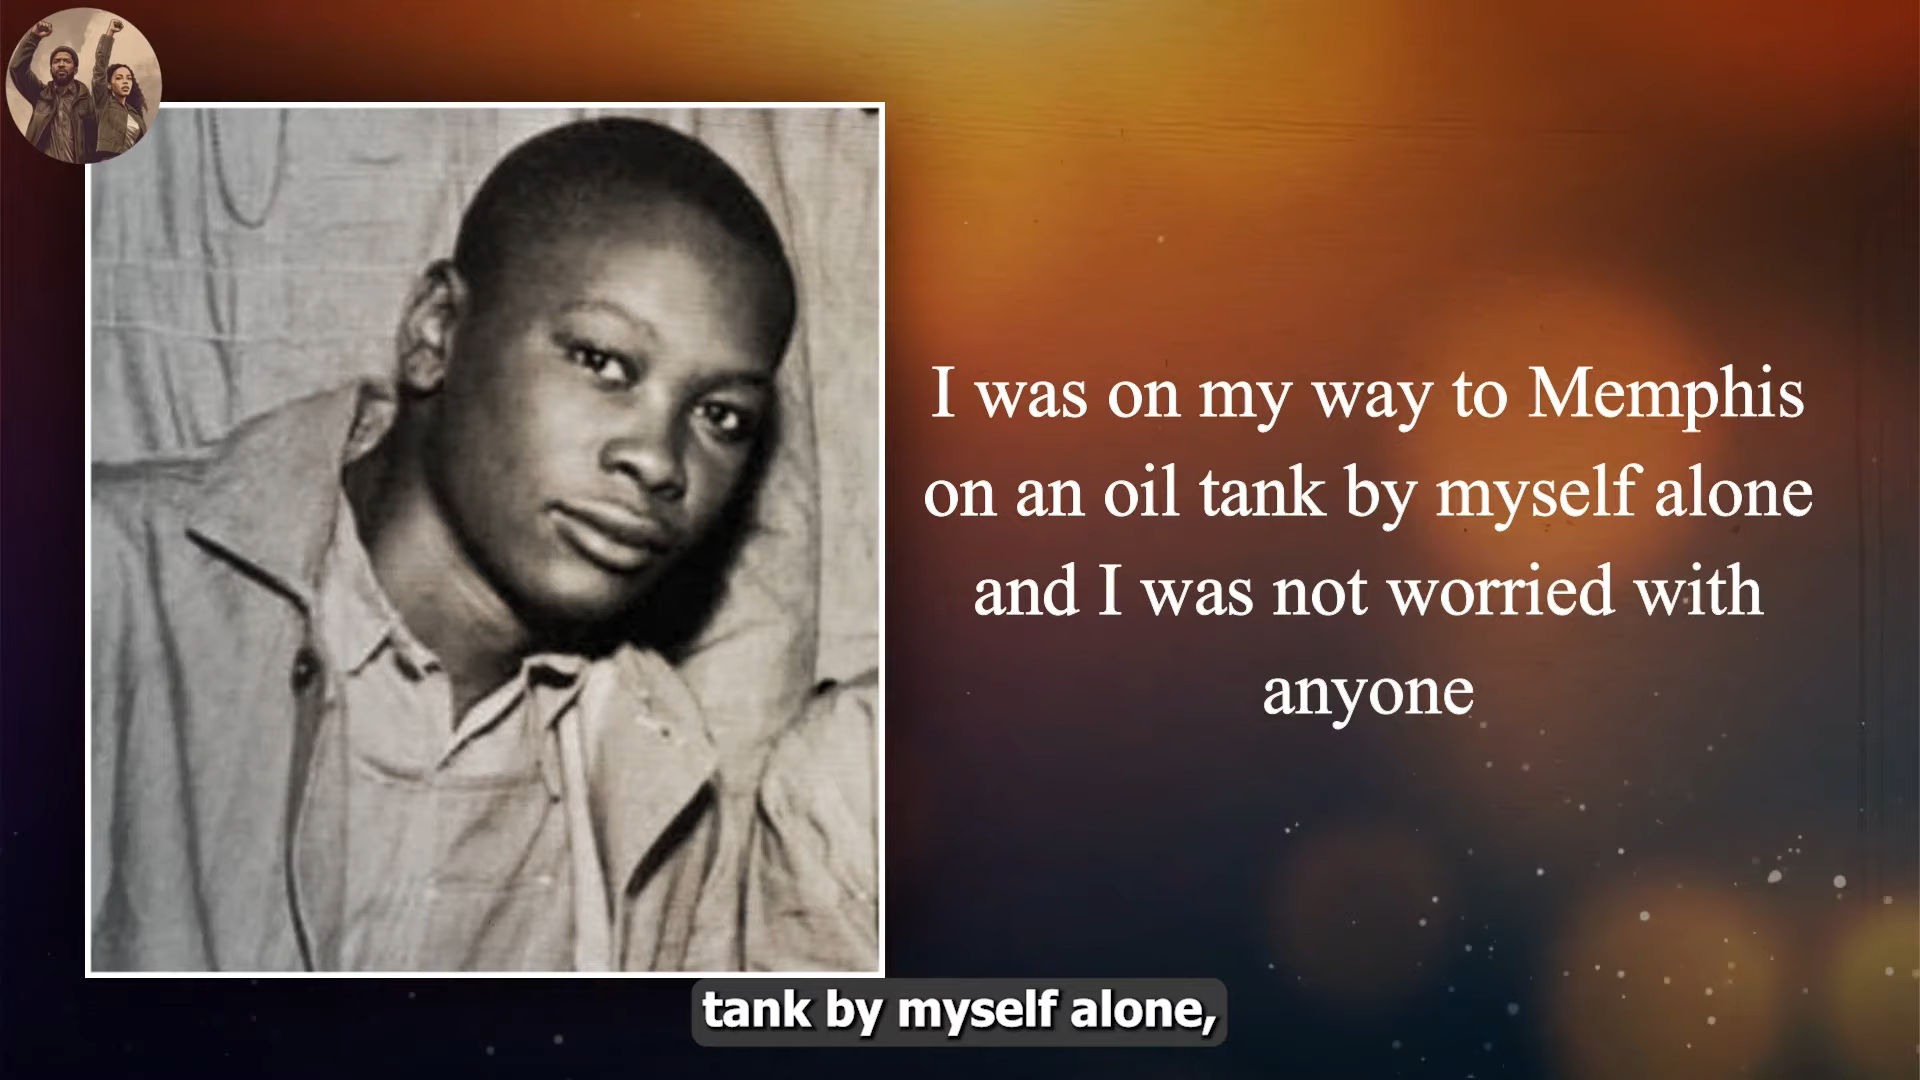 I was on my way to Memphis
on an oil tank by myself alone
and I was not worried with
anyone
tank by myself alone,